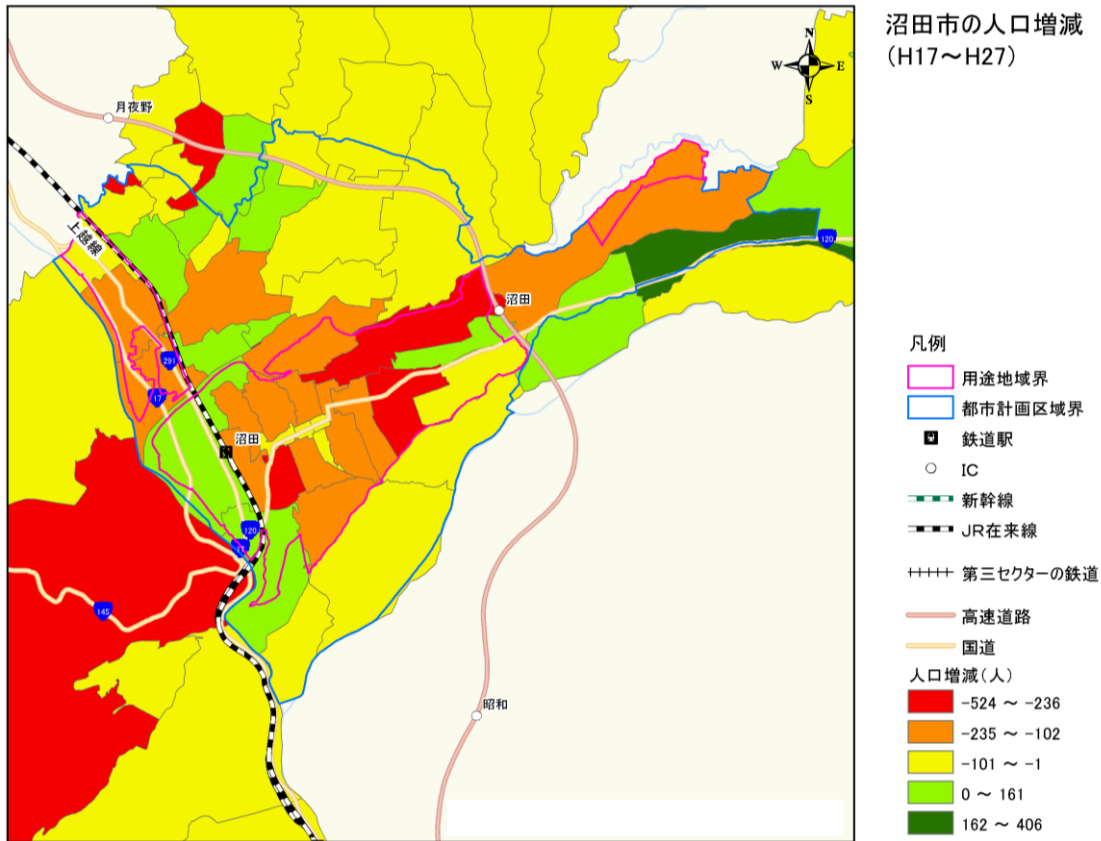 沼田市の人口増減
(H17～H27)
N
W
E
S
月夜野
上越線
120
沼田
291
17
沼田
120
17
145
昭和
凡例
用途地域界
都市計画区域界
鉄道駅
IC
新幹線
JR在来線
第三セクターの鉄道
高速道路
国道
人口増減(人)
-524 ～ -236
-235 ～ -102
-101 ～ -1
0 ～ 161
162 ～ 406